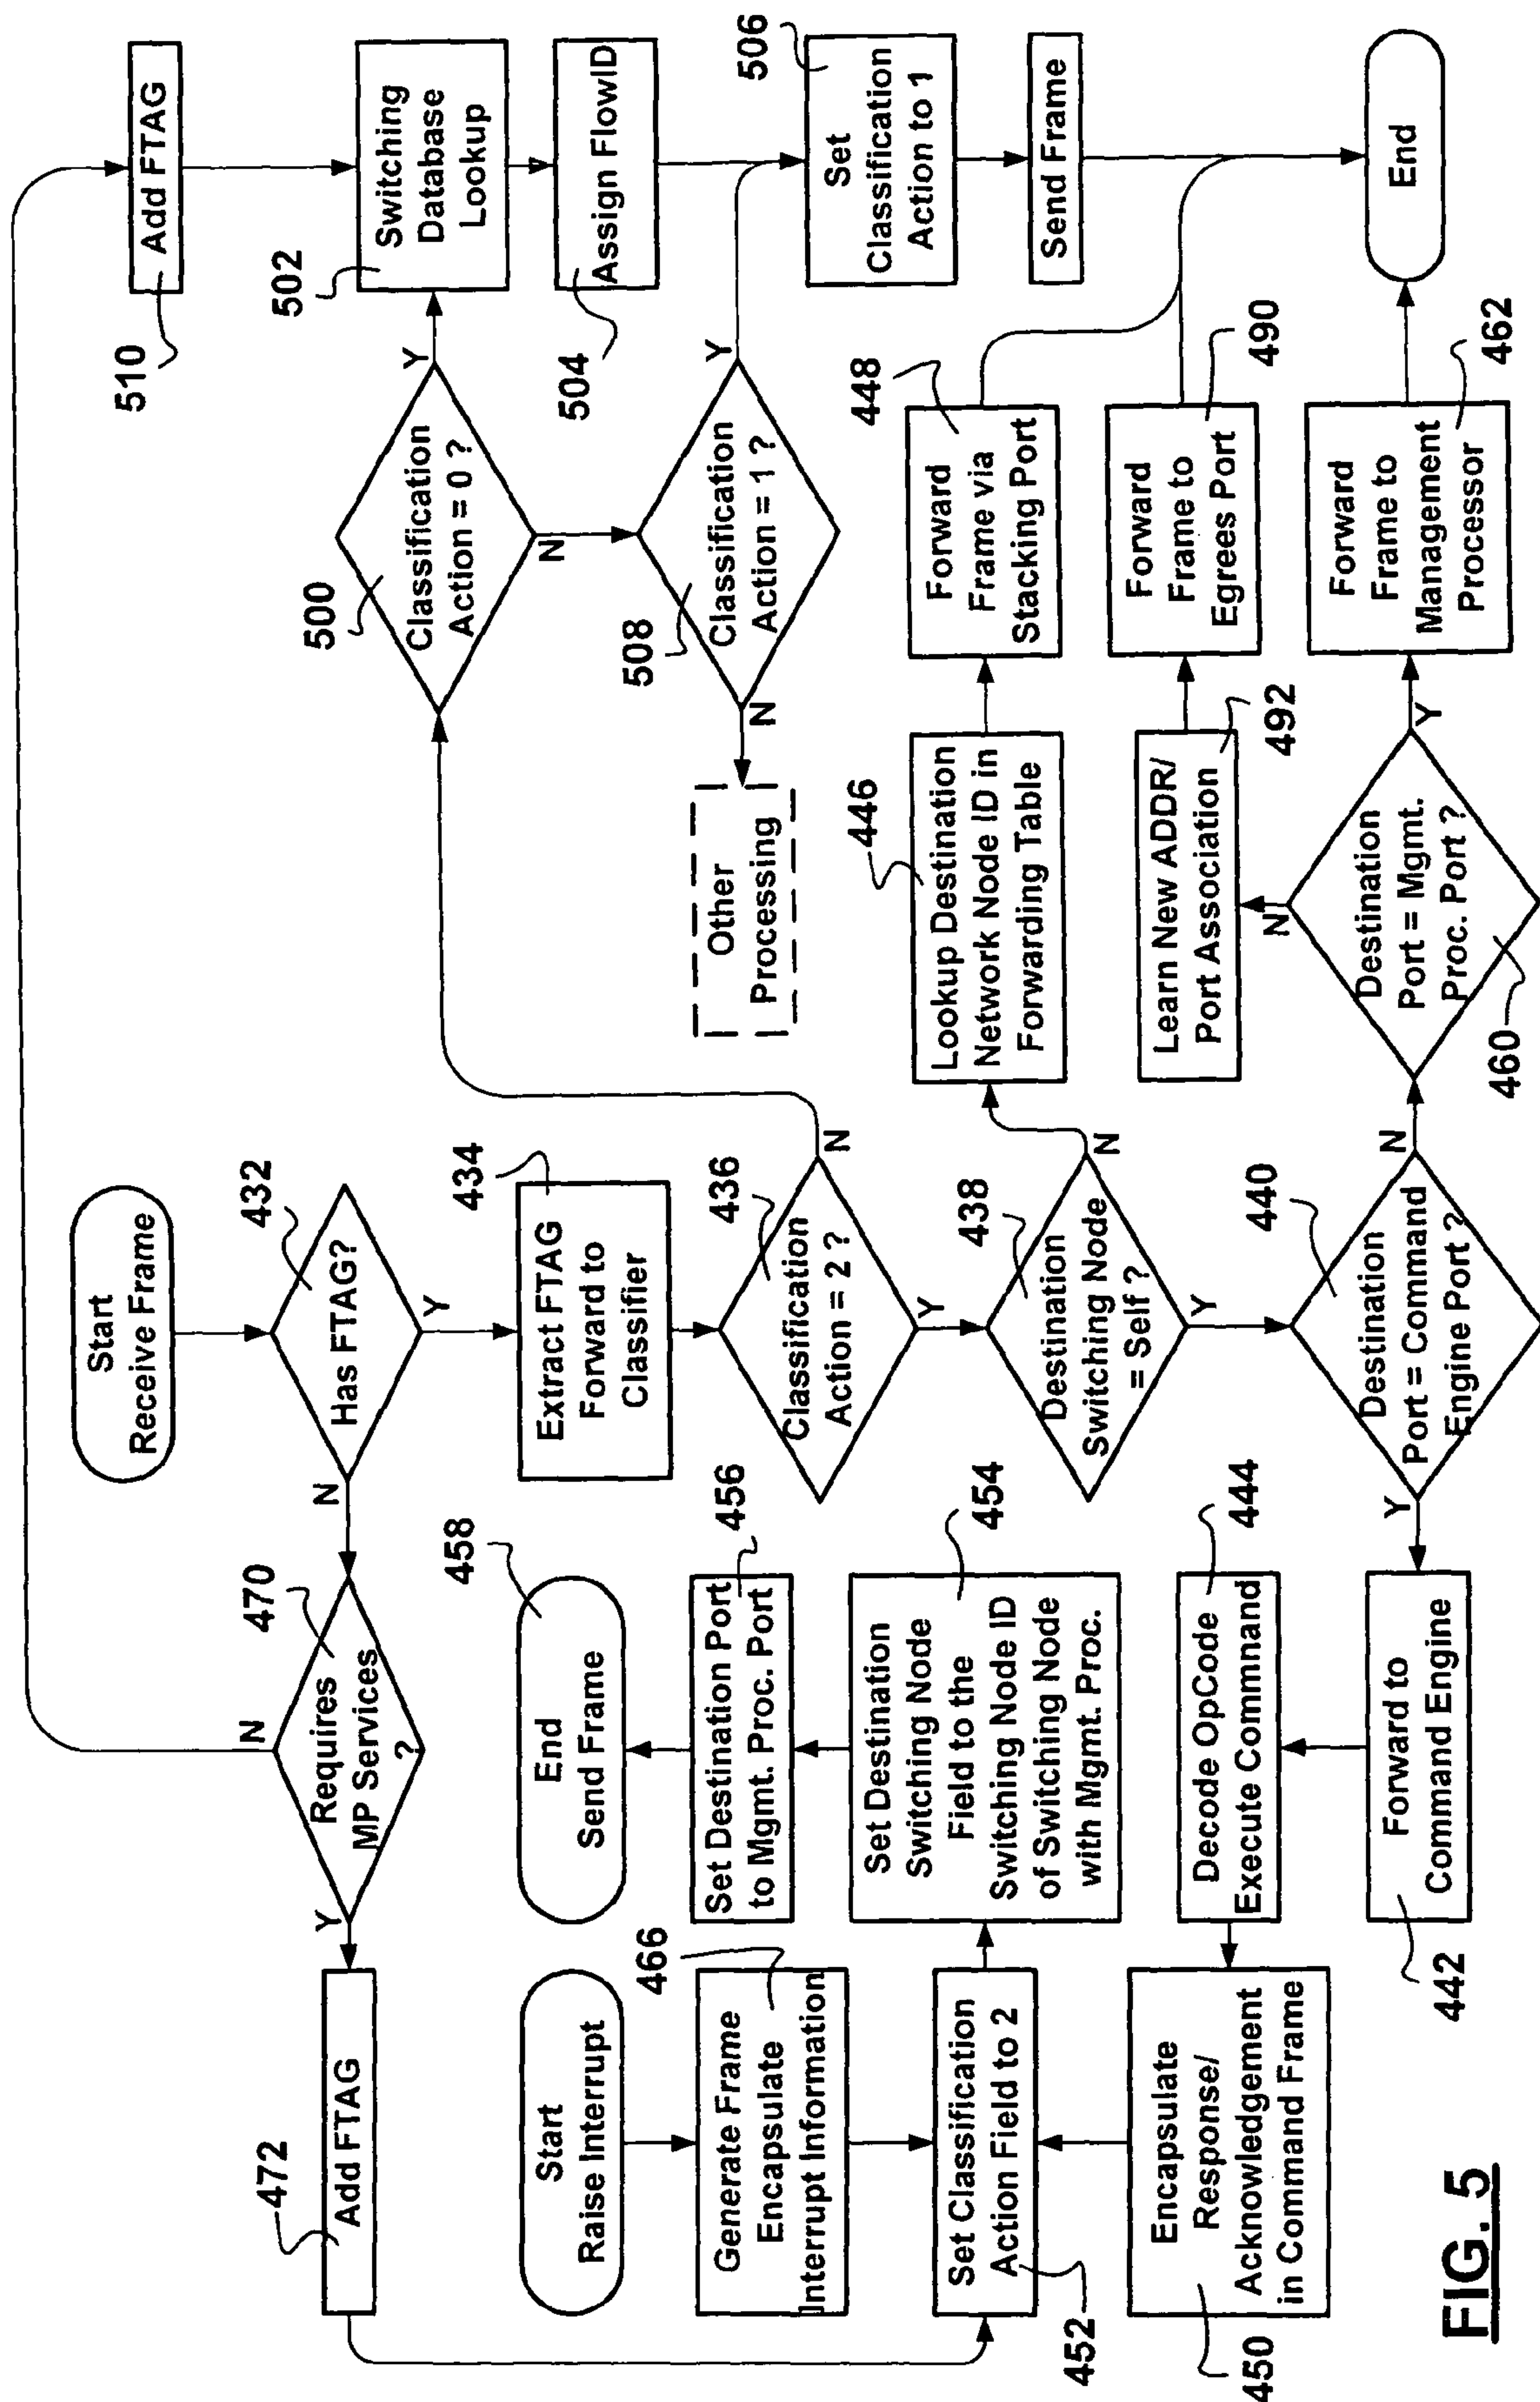 Start
Receive Frame
432
Has FTAG?
N
Y
470
Requires
MP Services
?
N
Y
472
Add FTAG
510
Add FTAG
434
Extract FTAG
Forward to
Classifier
436
Classification
Action = 2 ?
N
Y
500
Classification
Action = 0 ?
Y
N
502
Switching
Database
Lookup
504
Assign FlowID
508
Classification
Action = 1 ?
Y
N
Other
Processing
506
Set
Classification
Action to 1
Send Frame
End
438
Destination
Switching Node
= Self ?
N
Y
446
Lookup Destination
Network Node ID in
Forwarding Table
448
Forward
Frame via
Stacking Port
440
Destination
Port = Command
Engine Port ?
N
Y
460
Destination
Port = Mgmt.
Proc. Port ?
N
Y
492
Learn New ADDR/
Port Association
490
Forward
Frame to
Egrees Port
462
Forward
Frame to
Management
Processor
442
Forward to
Command Engine
444
Decode OpCode
Execute Command
450
Encapsulate
Response/
Acknowledgement
in Command Frame
Start
Raise Interrupt
466
Generate Frame
Encapsulate
Interrupt Information
452
Set Classification
Action Field to 2
454
Set Destination
Switching Node
Field to the
Switching Node ID
of Switching Node
with Mgmt. Proc.
456
Set Destination Port
to Mgmt. Proc. Port
458
End
Send Frame
FIG. 5